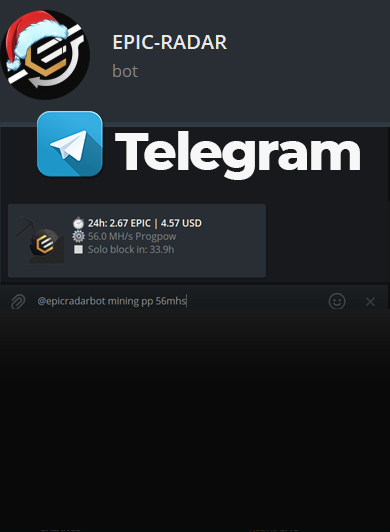 EPIC-RADAR
bot
Telegram
24h: 2.67 EPIC | 4.57 USD
56.0 MH/s Progpow
Solo block in: 33.9h
@epicradarbot mining pp 56mhs